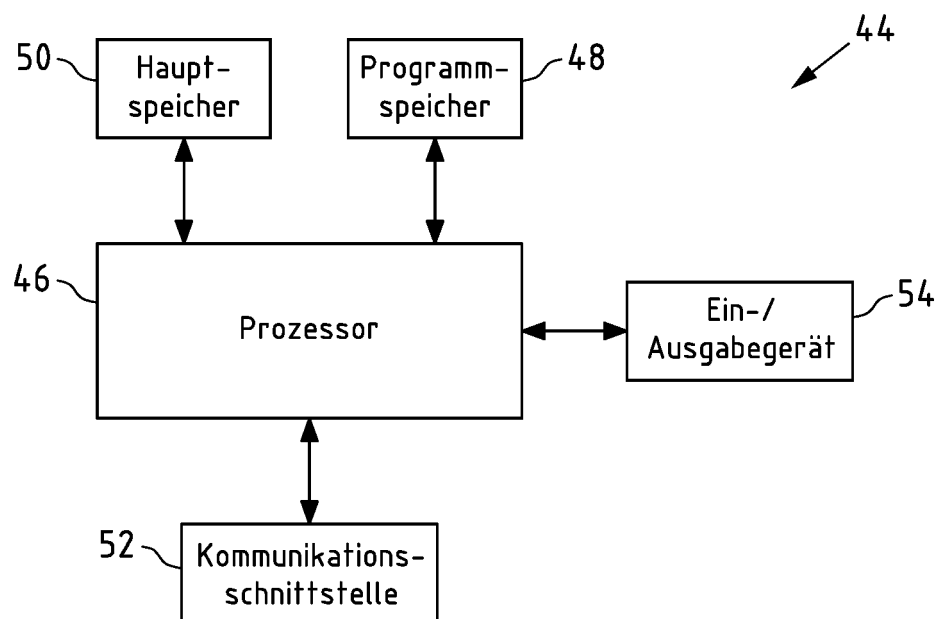 44
50
Haupt-
speicher
Programm-
speicher
48
46
Prozessor
Ein-/
Ausgabegerät
54
52
Kommunikations-
schnittstelle